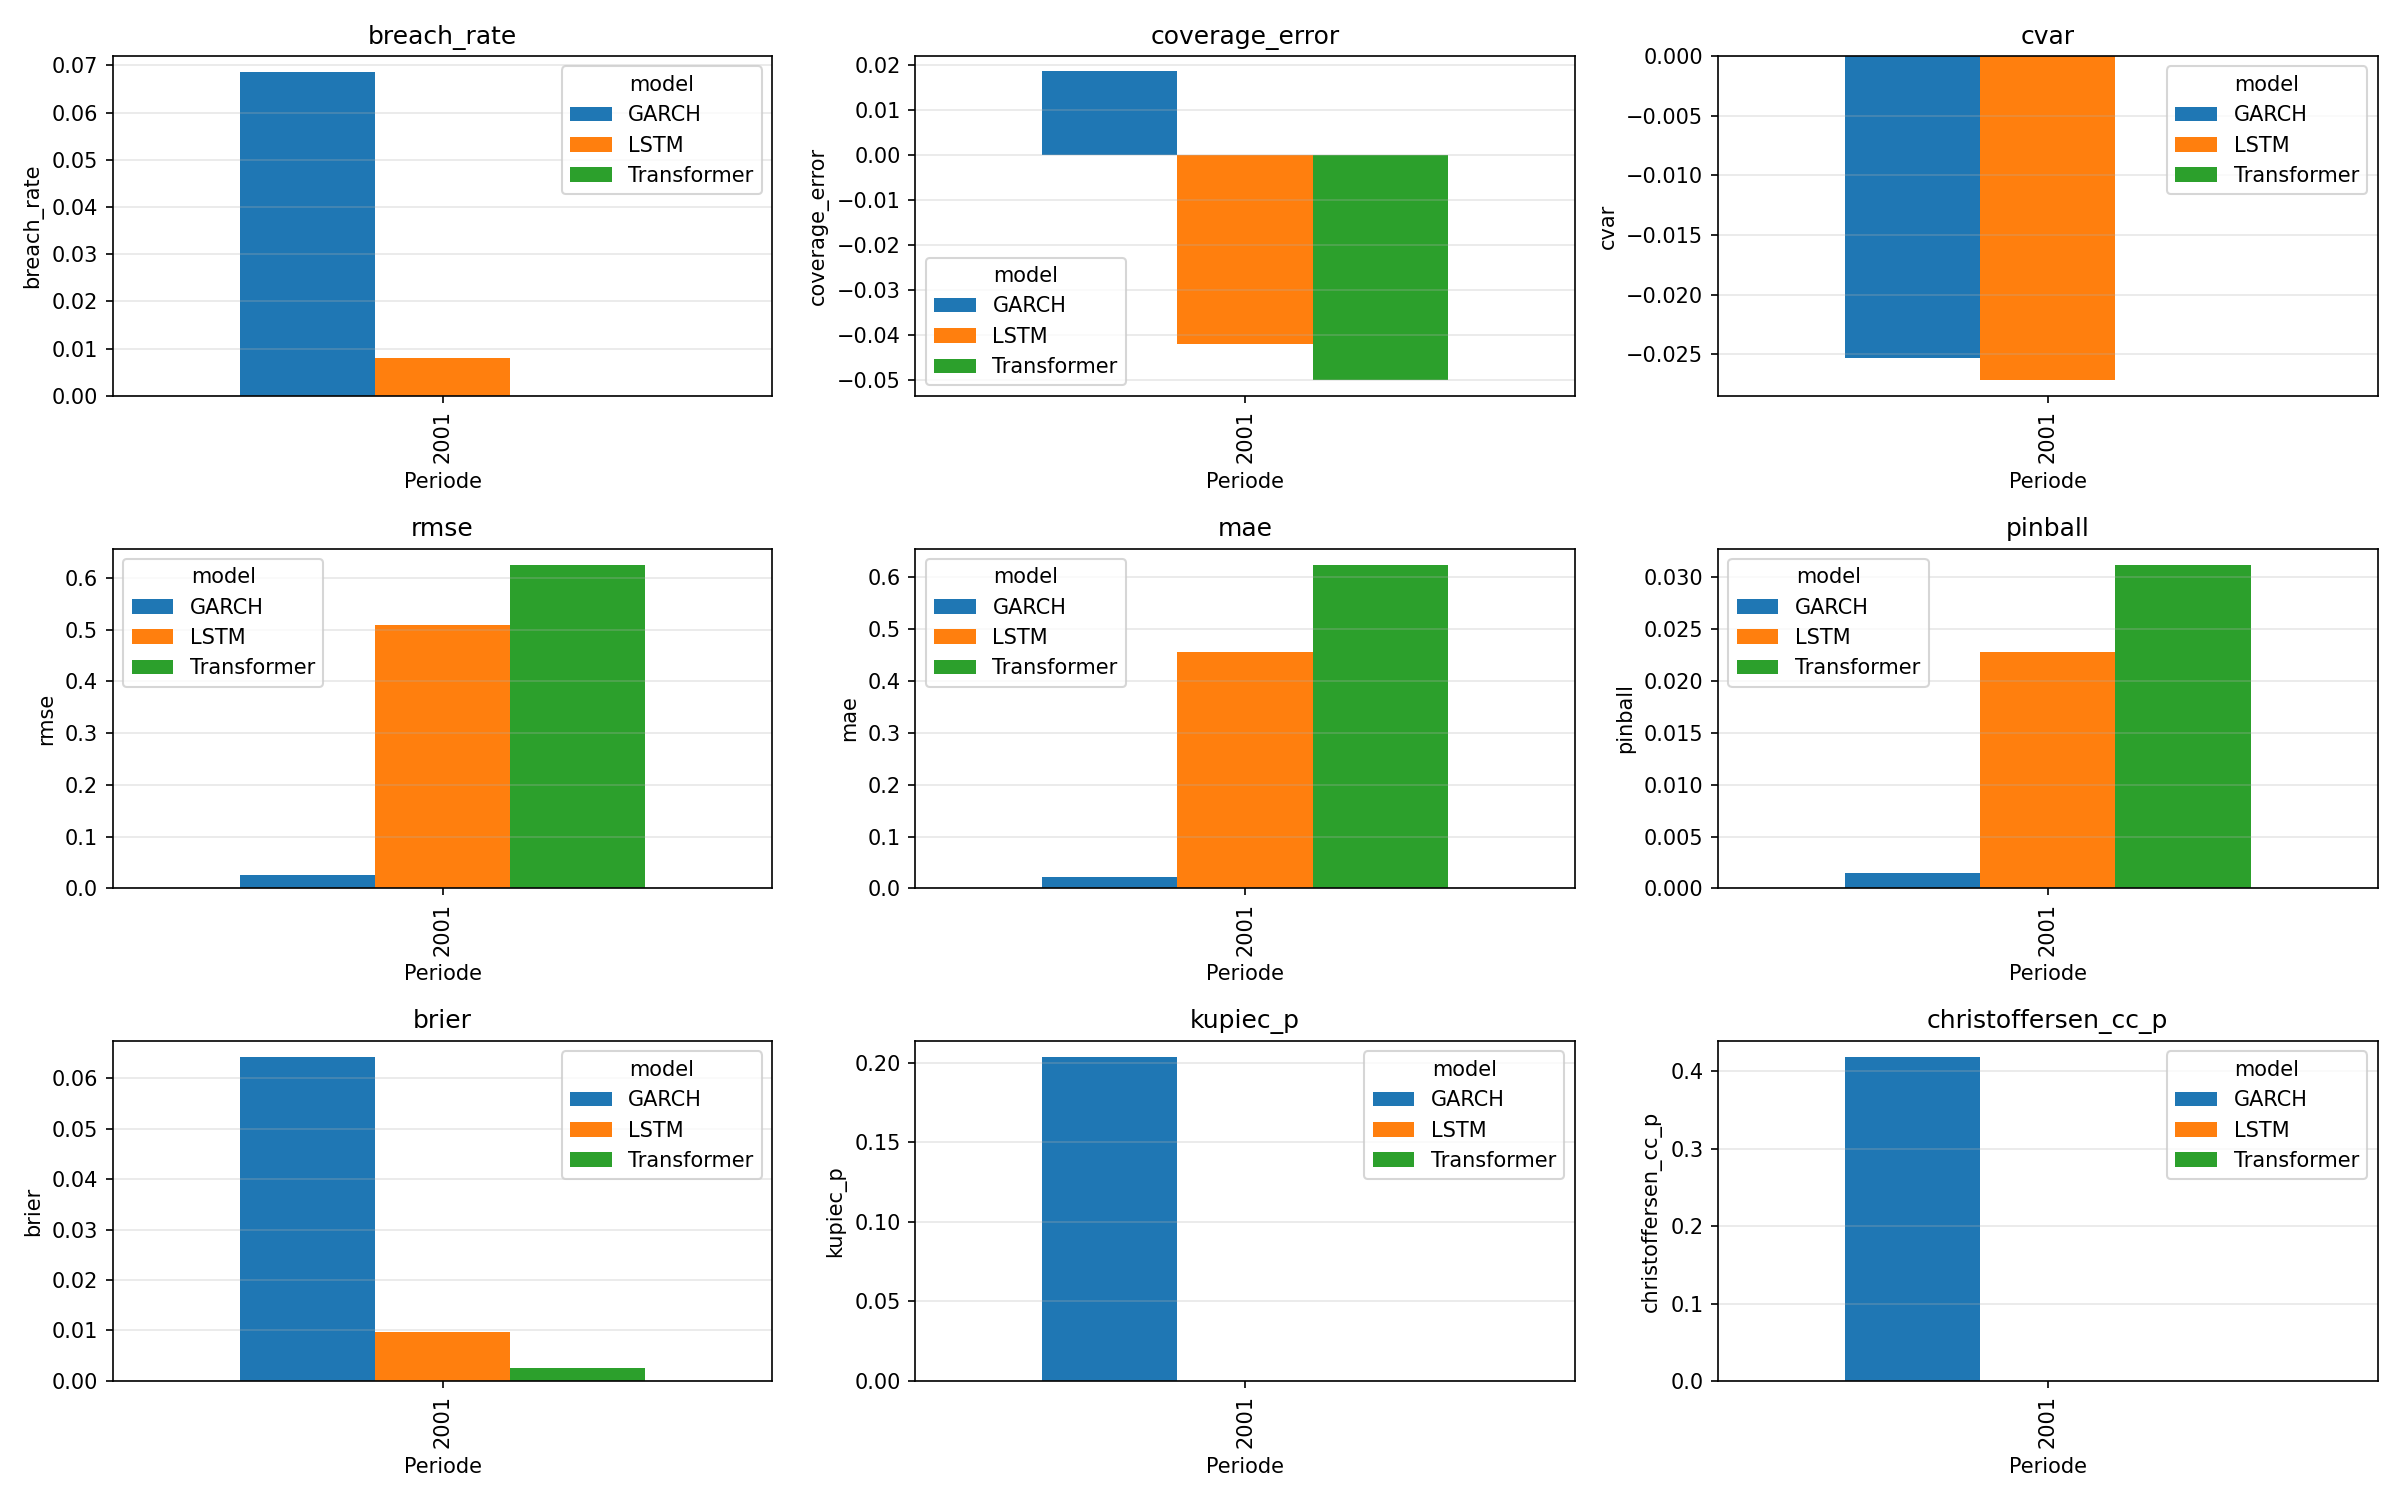 breach_rate
breach_rate
0.07
0.06
0.05
0.04
0.03
0.02
0.01
0.00
model
GARCH
LSTM
Transformer
2001
Periode
coverage_error
coverage_error
0.02
0.01
0.00
−0.01
−0.02
−0.03
−0.04
−0.05
model
GARCH
LSTM
Transformer
2001
Periode
cvar
cvar
0.000
−0.005
−0.010
−0.015
−0.020
−0.025
model
GARCH
LSTM
Transformer
2001
Periode
rmse
rmse
0.6
0.5
0.4
0.3
0.2
0.1
0.0
model
GARCH
LSTM
Transformer
2001
Periode
mae
mae
0.6
0.5
0.4
0.3
0.2
0.1
0.0
model
GARCH
LSTM
Transformer
2001
Periode
pinball
pinball
0.030
0.025
0.020
0.015
0.010
0.005
0.000
model
GARCH
LSTM
Transformer
2001
Periode
brier
brier
0.06
0.05
0.04
0.03
0.02
0.01
0.00
model
GARCH
LSTM
Transformer
2001
Periode
kupiec_p
kupiec_p
0.20
0.15
0.10
0.05
0.00
model
GARCH
LSTM
Transformer
2001
Periode
christoffersen_cc_p
christoffersen_cc_p
0.4
0.3
0.2
0.1
0.0
model
GARCH
LSTM
Transformer
2001
Periode